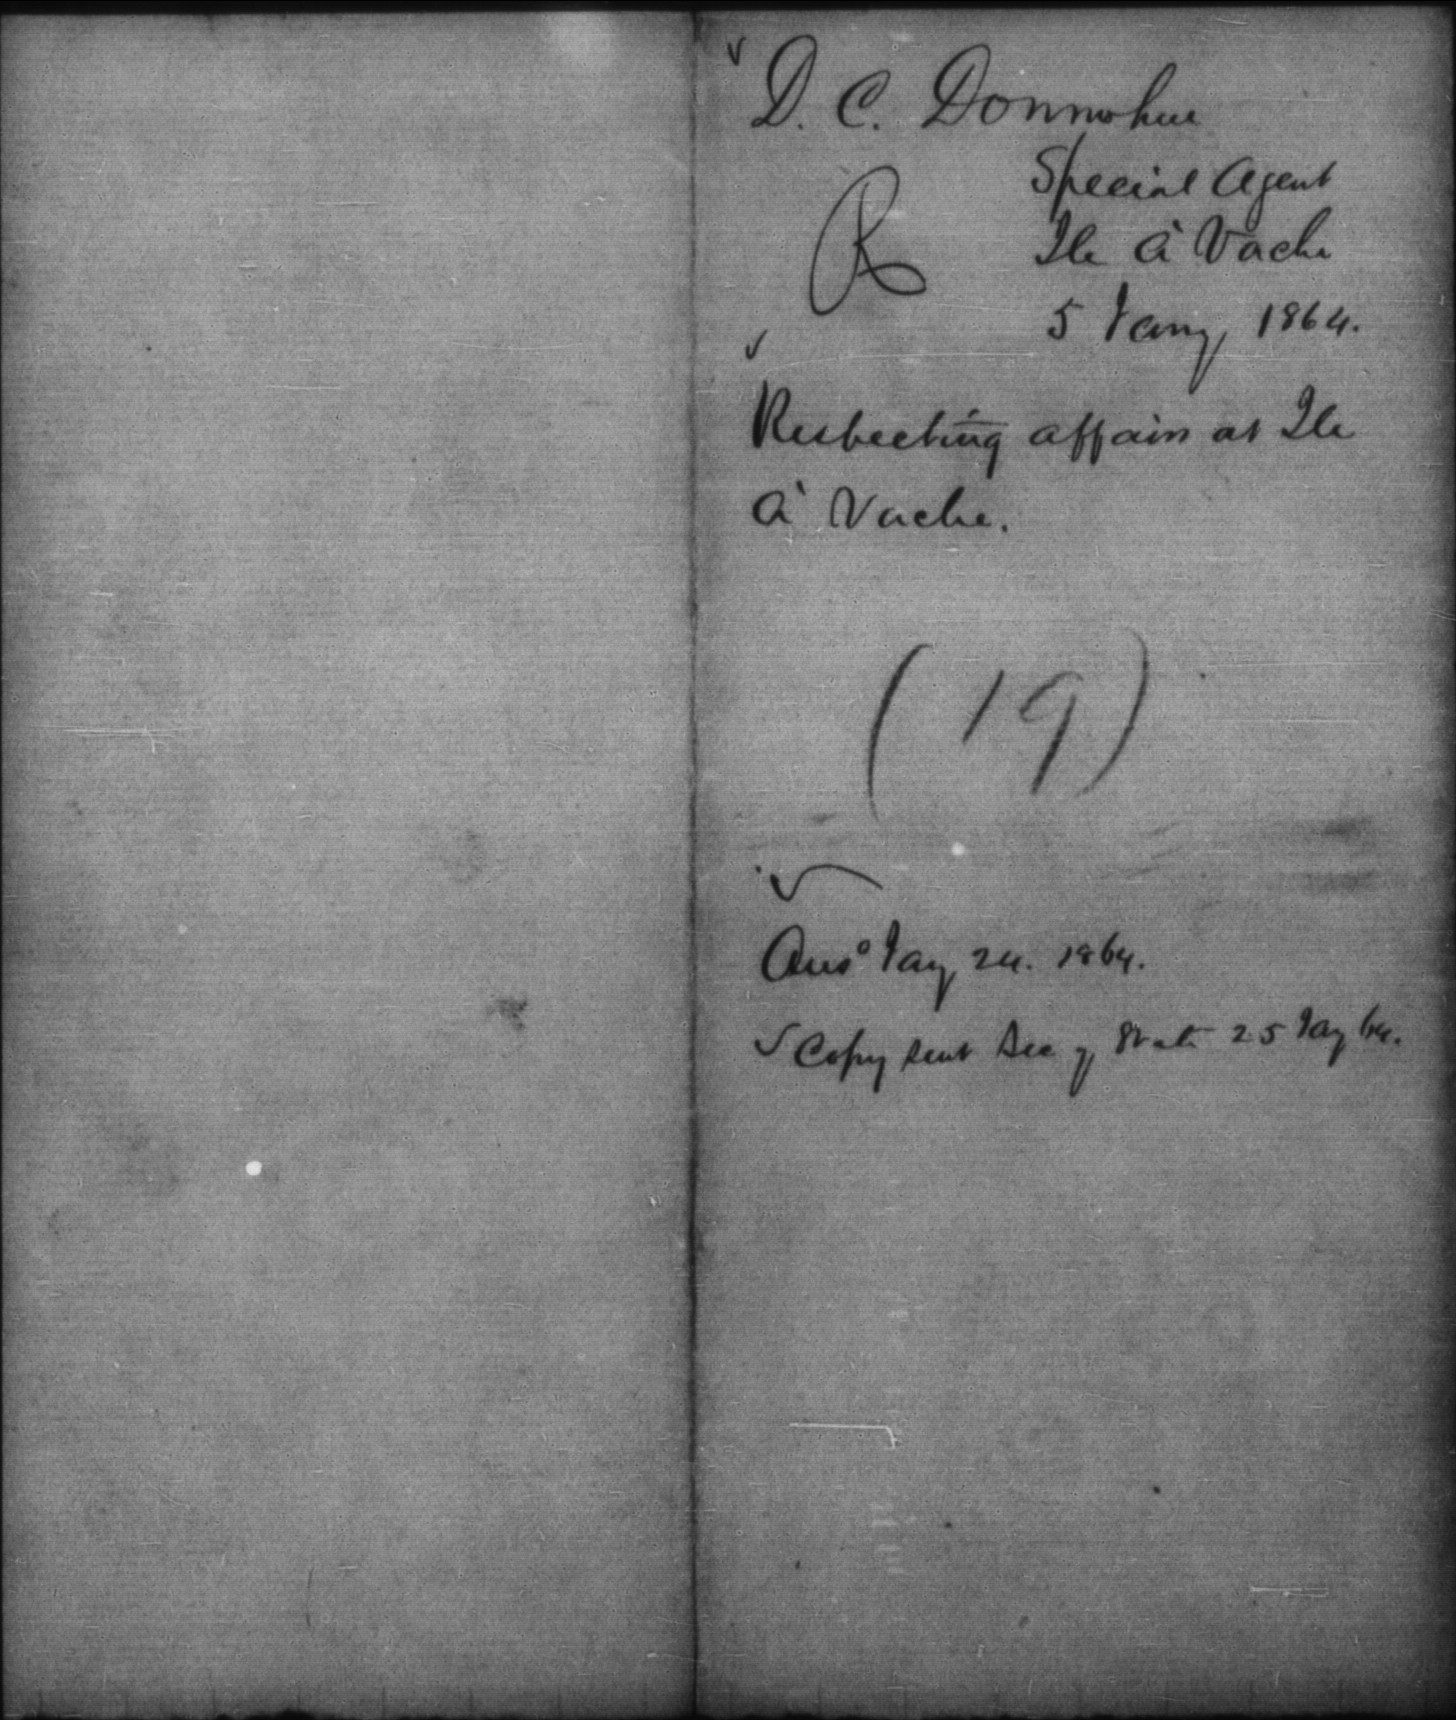 D. C. Donnohue
Special Agent
Ile à Vache
R
5 Jany 1864.
Respecting affairs at Ile
à Vache.
(19)
Ansd Jany 24. 1864.
Copy sent Sec of State 25 Jany 64.